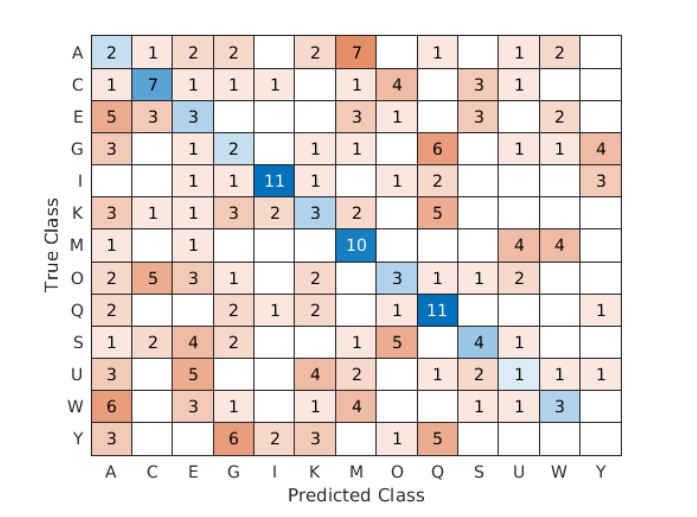 A 2 1 2 2 2 7 1 1 2
C 1 7 1 1 1 1 4 3 1
E 5 3 3 3 1 3 2
G 3 1 2 1 1 6 1 1 4
I 1 1 11 1 1 2 3
K 3 1 1 3 2 3 2 5
M 1 1 10 4 4
O 2 5 3 1 2 3 1 1 2
Q 2 2 1 2 1 11 1
S 1 2 4 2 1 5 4 1
U 3 5 4 2 1 2 1 1 1
W 6 3 1 1 4 1 1 3
Y 3 6 2 3 1 5
A C E G I K M O Q S U W Y
Predicted Class
True Class